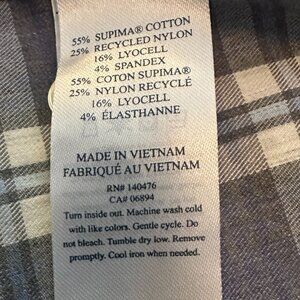 55% SUPIMA® COTTON
25% RECYCLED NYLON
16% LYOCELL
4% SPANDEX
55% COTON SUPIMA®
25% NYLON RECYCLÉ
16% LYOCELL
4% ÉLASTHANNE
MADE IN VIETNAM
FABRIQUÉ AU VIETNAM
RN# 140476
CA# 06894
Turn inside out. Machine wash cold
with like colors. Gentle cycle. Do
not bleach. Tumble dry low. Remove
promptly. Cool iron when needed.